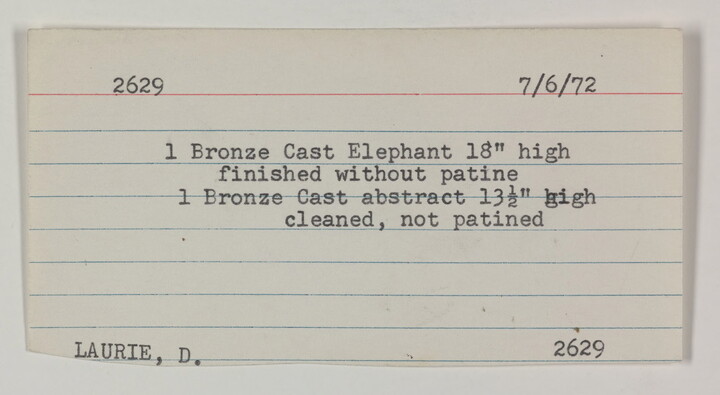 2629 7/6/72
1 Bronze Cast Elephant 18" high
finished without patine
1 Bronze Cast abstract 13½" high
cleaned, not patined
LAURIE, D. 2629